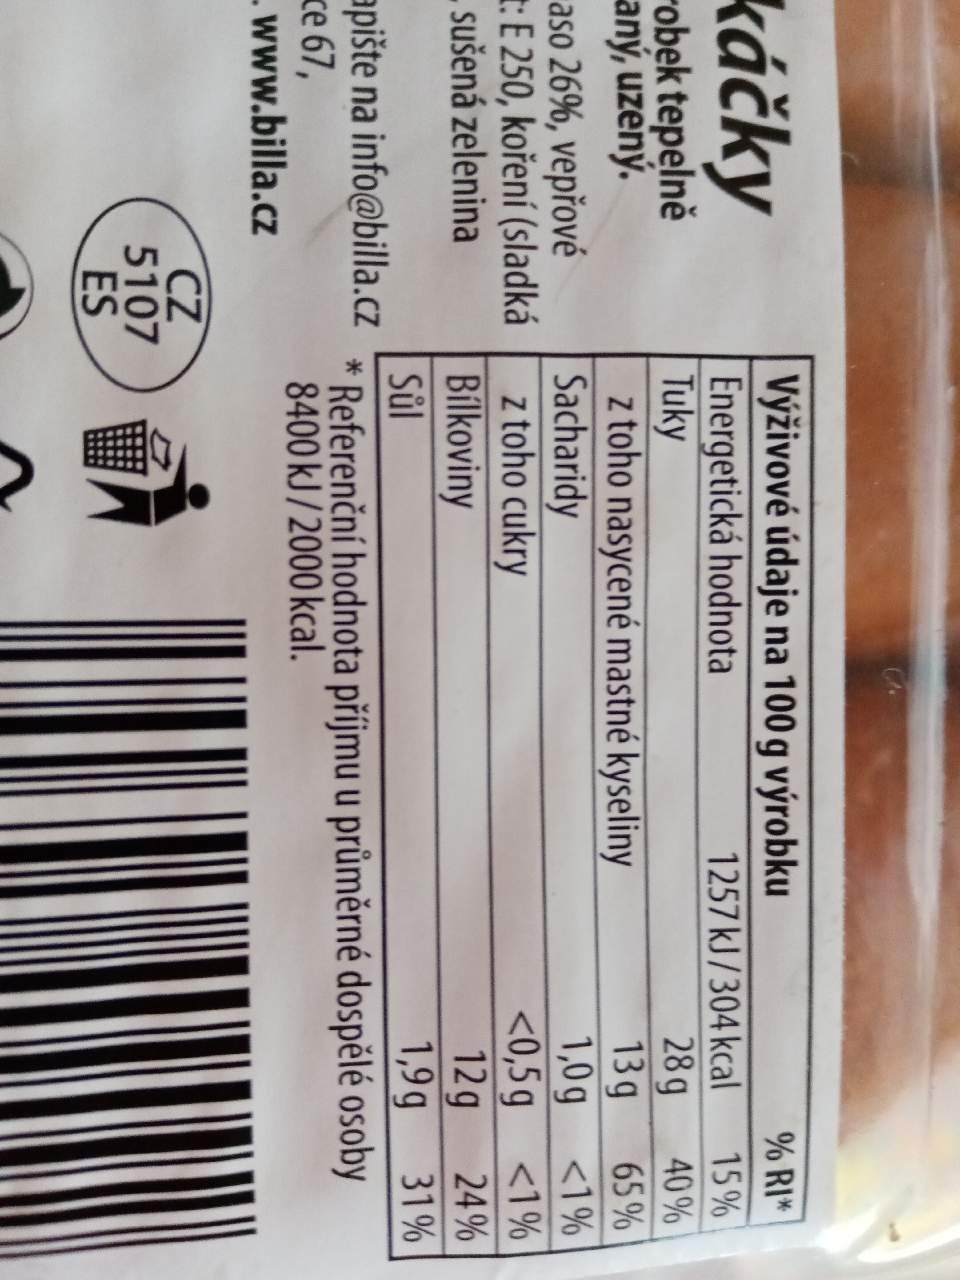 káčky
robek tepelně
aný, uzený.
aso 26%, vepřové
: E 250, koření (sladká
, sušená zelenina
apište na info@billa.cz
ce 67,
. www.billa.cz
CZ
5107
ES
Výživové údaje na 100 g výrobku % RI*
Energetická hodnota 1257 kJ / 304 kcal 15 %
Tuky 28 g 40 %
z toho nasycené mastné kyseliny 13 g 65 %
Sacharidy 1,0 g <1 %
z toho cukry <0,5 g <1 %
Bílkoviny 12 g 24 %
Sůl 1,9 g 31 %
* Referenční hodnota příjmu u průměrné dospělé osoby
8400 kJ / 2000 kcal.